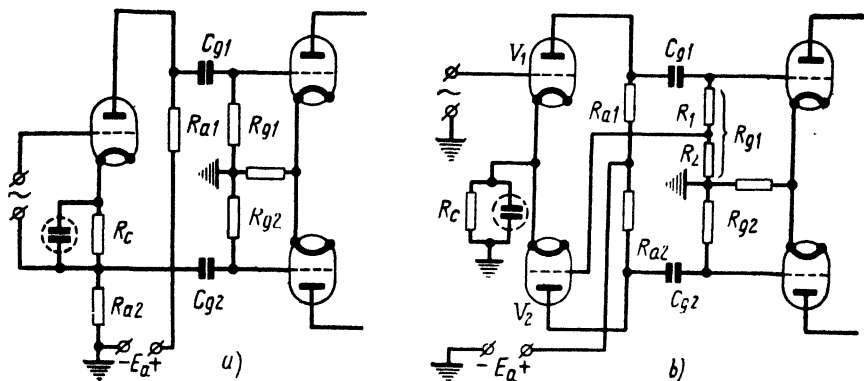 Cg1
Ra1
Rg1
Rc
Rg2
Cg2
Ra2
~
-Ea+
a)
V1
Cg1
Ra1
R1
R2
Rg1
Rc
Rg2
Ra2
V2
Cg2
~
- Ea+
b)